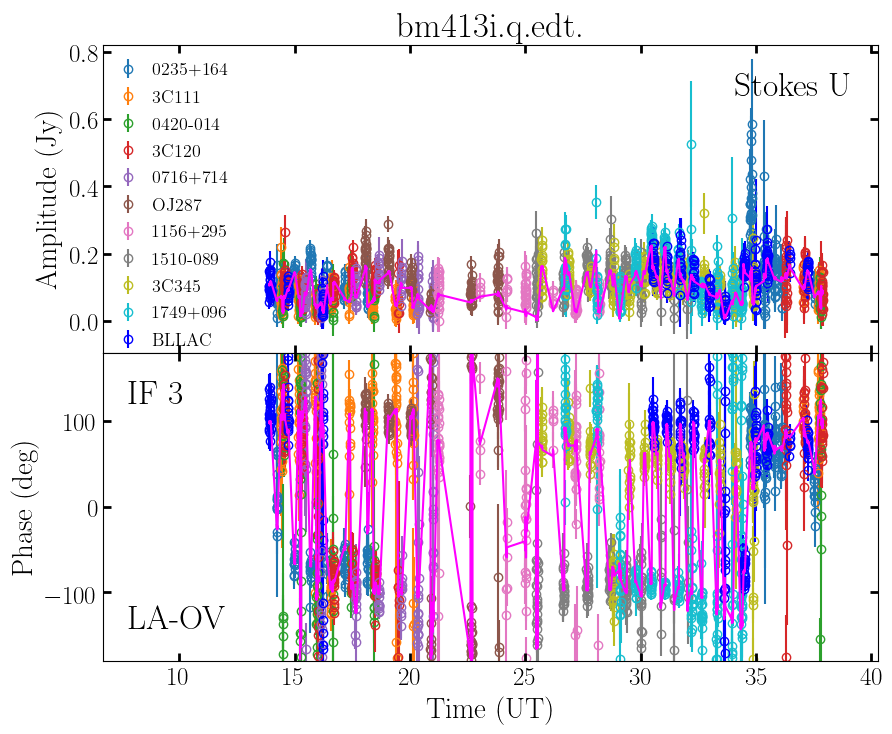 bm413i.q.edt.
Stokes U
Amplitude (Jy)
0.8
0.6
0.4
0.2
0.0
0235+164
3C111
0420-014
3C120
0716+714
OJ287
1156+295
1510-089
3C345
1749+096
BLLAC
IF 3
Phase (deg)
100
0
−100
LA-OV
10 15 20 25 30 35 40
Time (UT)